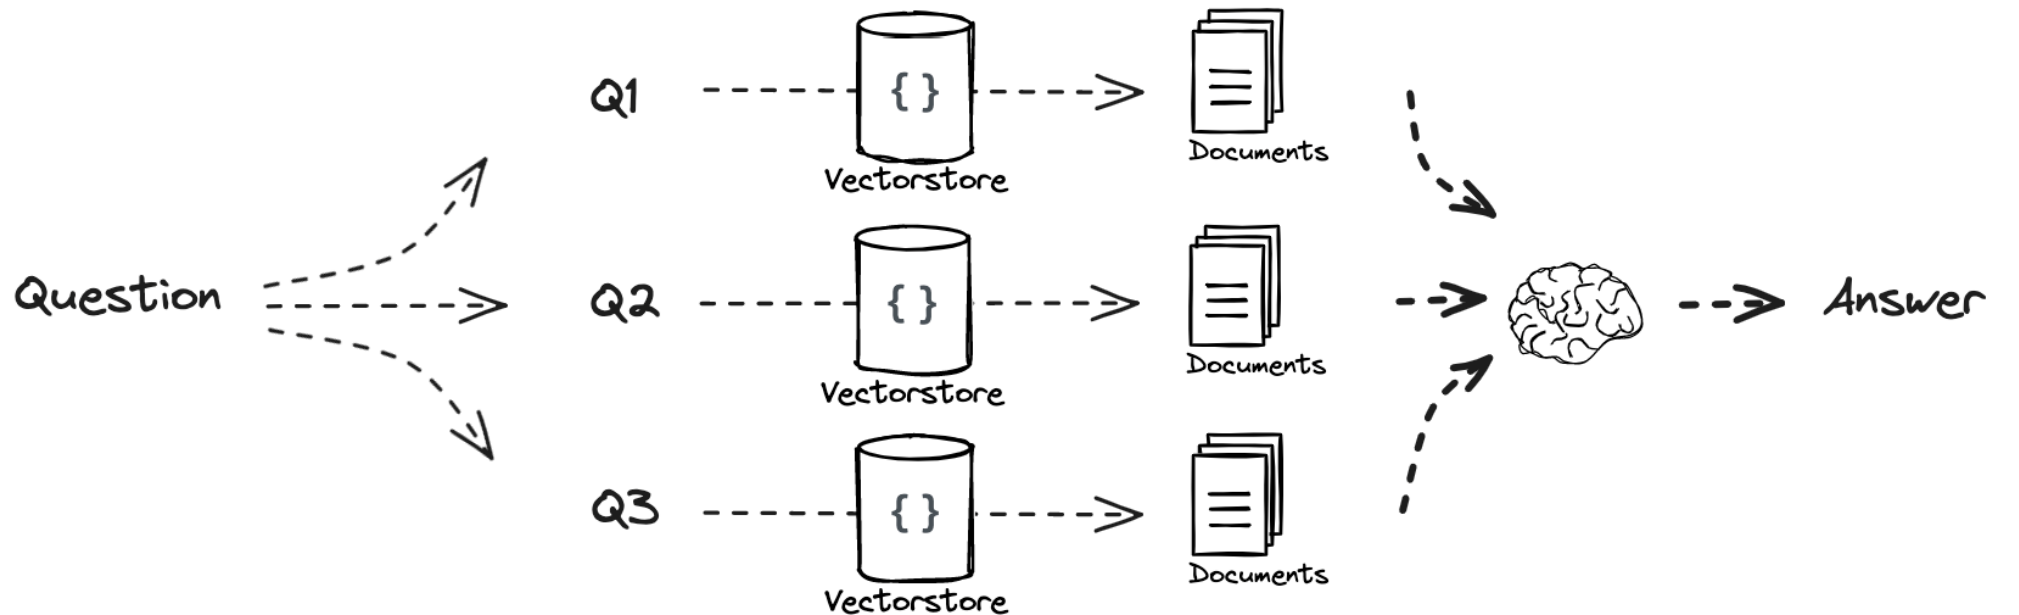 Question
Q1
{ }
Vectorstore
Documents
Q2
{ }
Vectorstore
Documents
Q3
{ }
Vectorstore
Documents
Answer